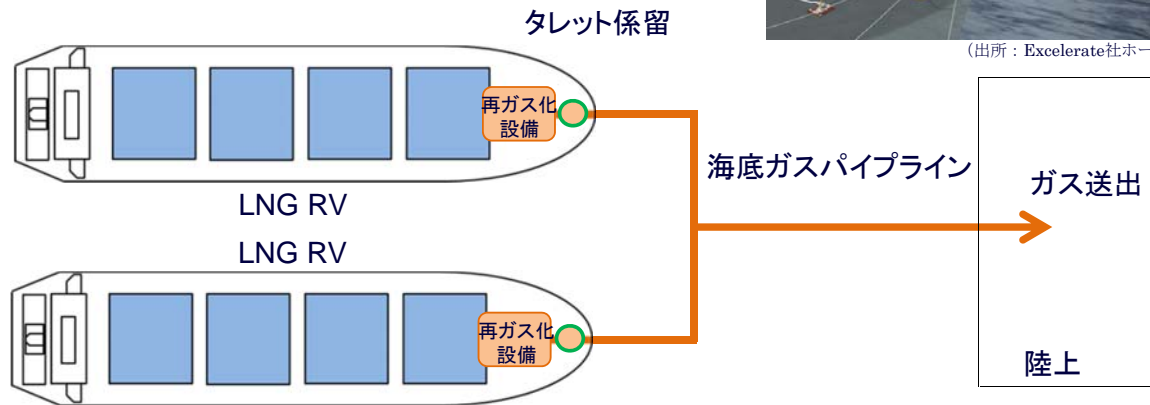 タレット係留
(出所：Excelerate社ホー
再ガス化
設備
LNG RV
海底ガスパイプライン
ガス送出
LNG RV
再ガス化
設備
陸上